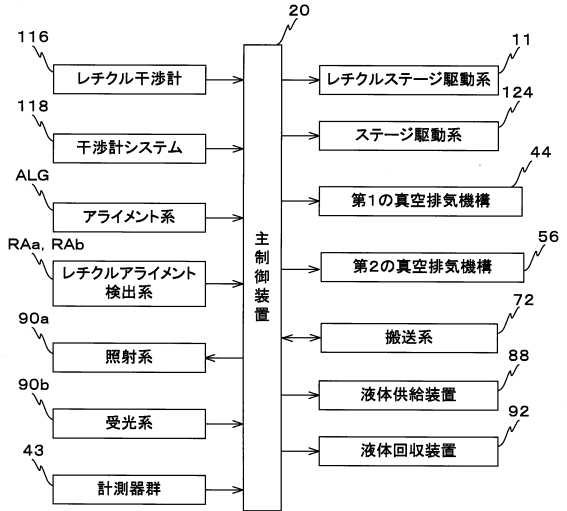 20
116
レチクル干渉計
118
干渉計システム
ALG
アライメント系
RAa, RAb
レチクルアライメント
検出系
90a
照射系
90b
受光系
43
計測器群
主制御装置
11
レチクルステージ駆動系
124
ステージ駆動系
44
第1の真空排気機構
56
第2の真空排気機構
72
搬送系
88
液体供給装置
92
液体回収装置